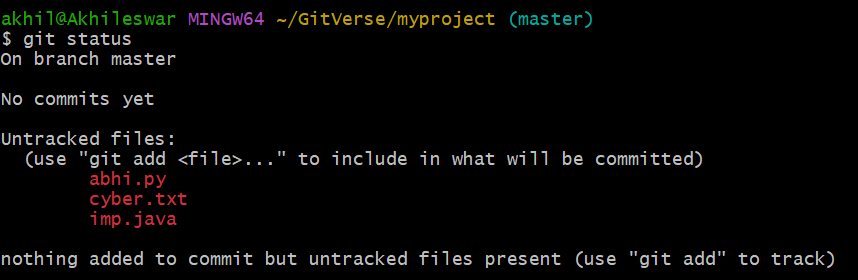 akhil@Akhileswar MINGW64 ~/GitVerse/myproject (master)
$ git status
On branch master
No commits yet
Untracked files:
(use "git add <file>..." to include in what will be committed)
abhi.py
cyber.txt
imp.java
nothing added to commit but untracked files present (use "git add" to track)